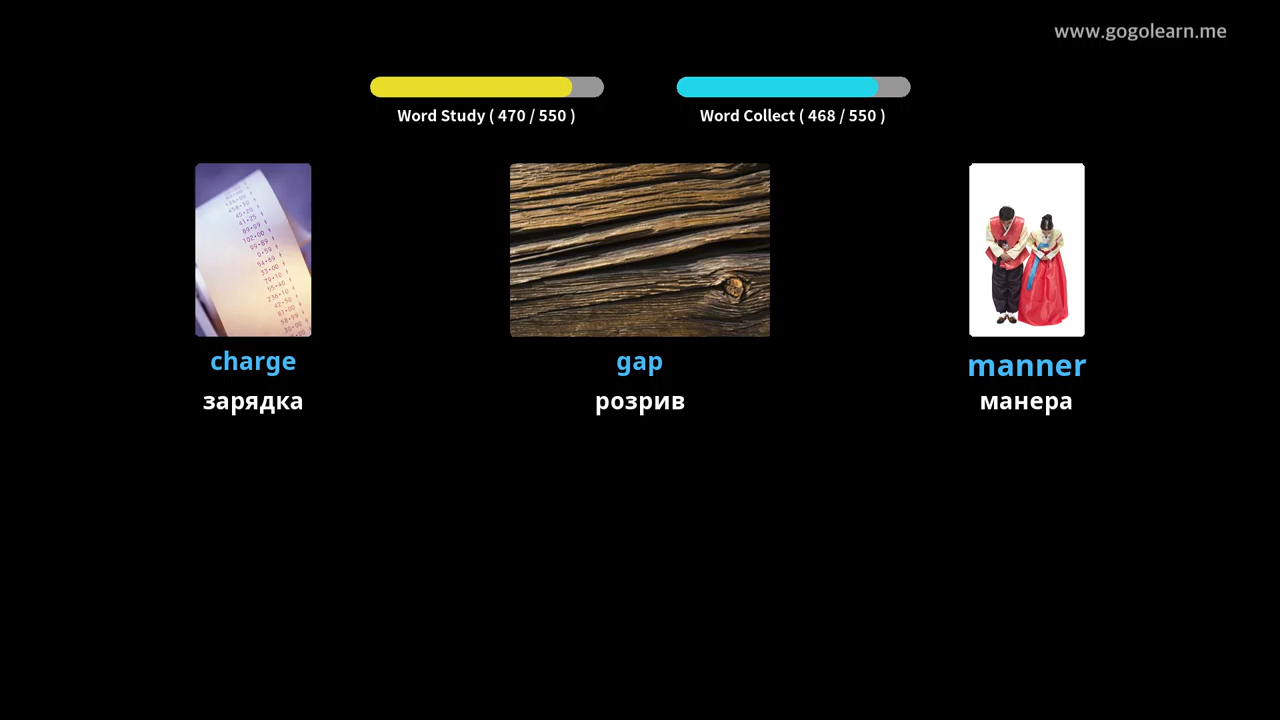 www.gogolearn.me
Word Study ( 470 / 550 )
Word Collect ( 468 / 550 )
charge
gap
manner
зарядка
розрив
манера